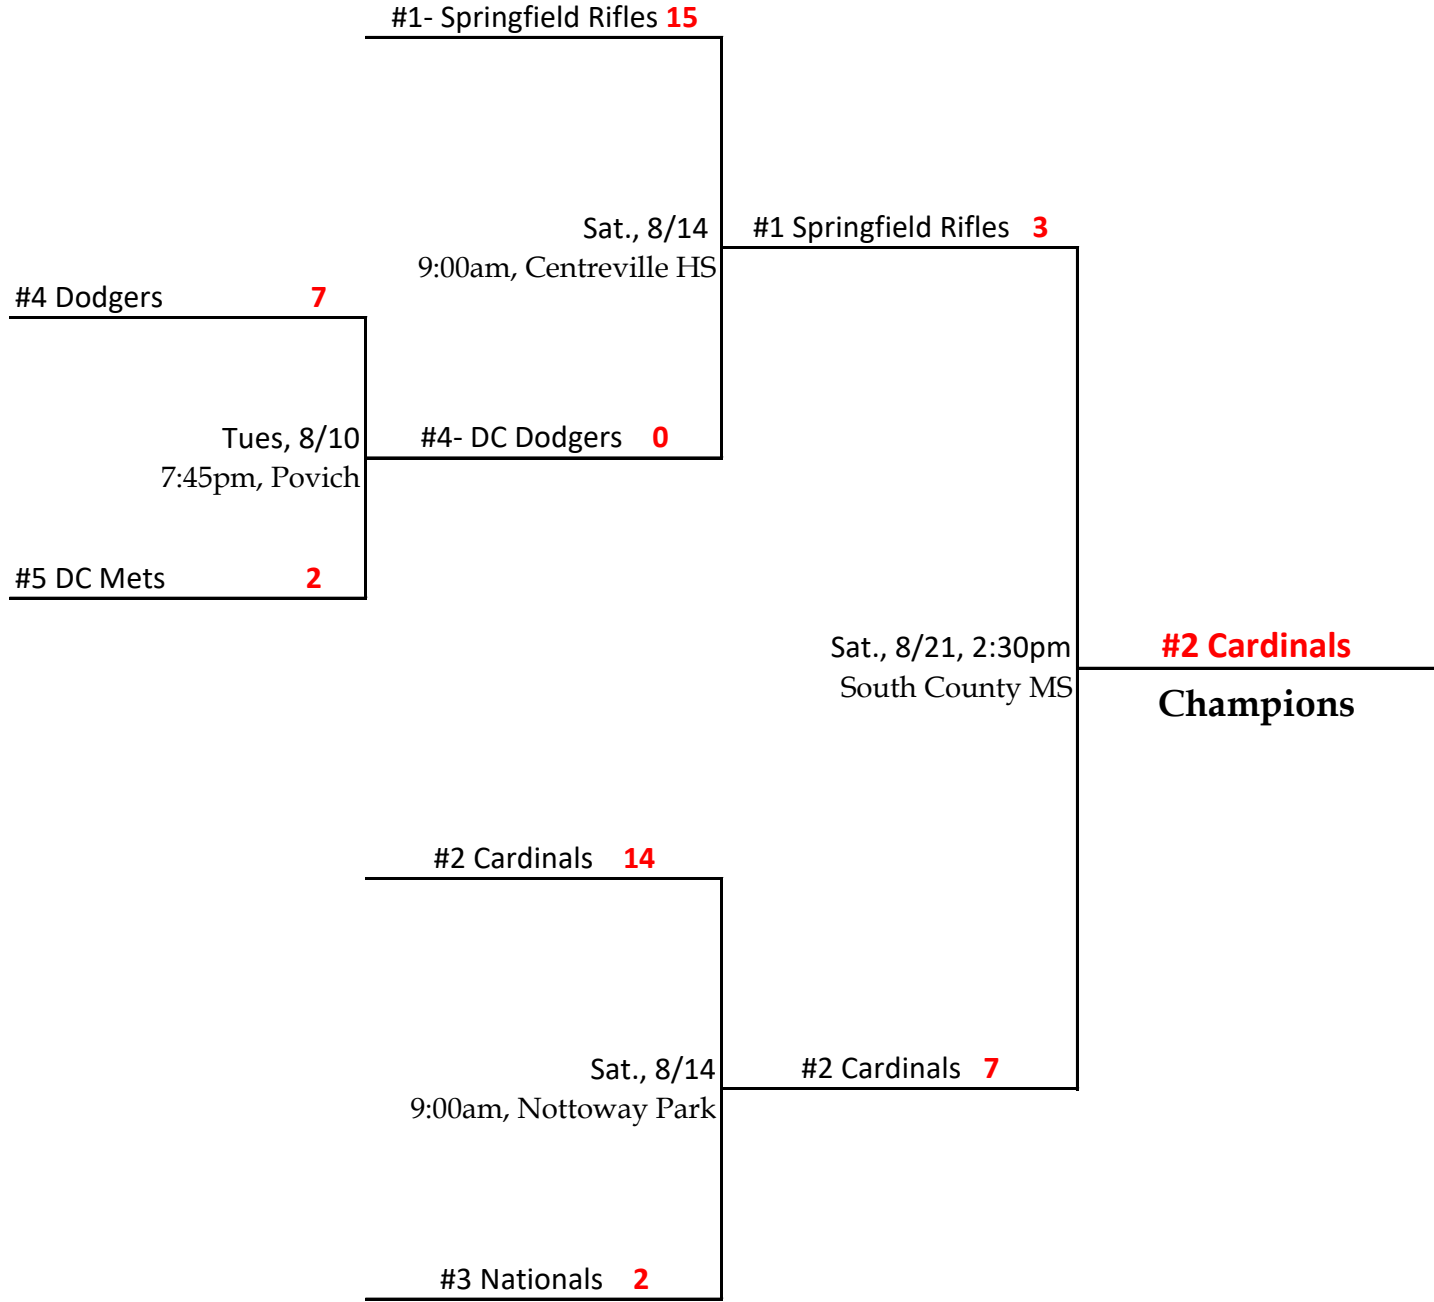 #1- Springfield Rifles 15
Sat., 8/14
9:00am, Centreville HS
#1 Springfield Rifles 3
#4 Dodgers 7
Tues, 8/10
7:45pm, Povich
#4- DC Dodgers 0
#5 DC Mets 2
Sat., 8/21, 2:30pm
South County MS
#2 Cardinals
Champions
#2 Cardinals 14
Sat., 8/14
9:00am, Nottoway Park
#2 Cardinals 7
#3 Nationals 2